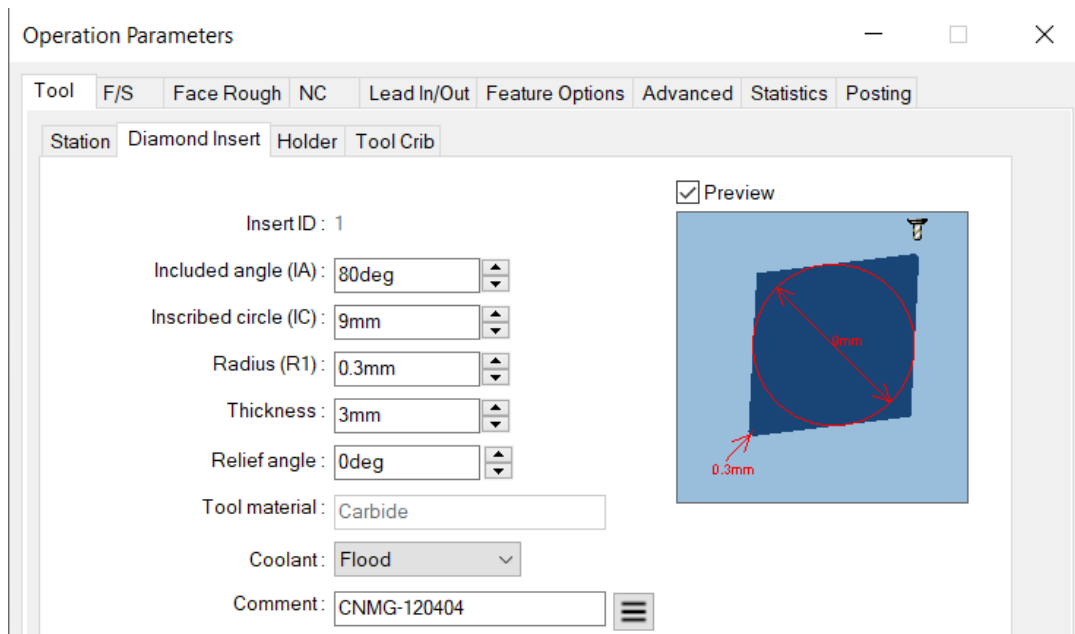 Operation Parameters
Tool F/S Face Rough NC Lead In/Out Feature Options Advanced Statistics Posting
Station Diamond Insert Holder Tool Crib
Preview
Insert ID : 1
Included angle (IA) : 80deg
Inscribed circle (IC) : 9mm
Radius (R1) : 0.3mm
Thickness : 3mm
Relief angle : 0deg
Tool material : Carbide
Coolant : Flood
Comment : CNMG-120404
9mm
0.3mm